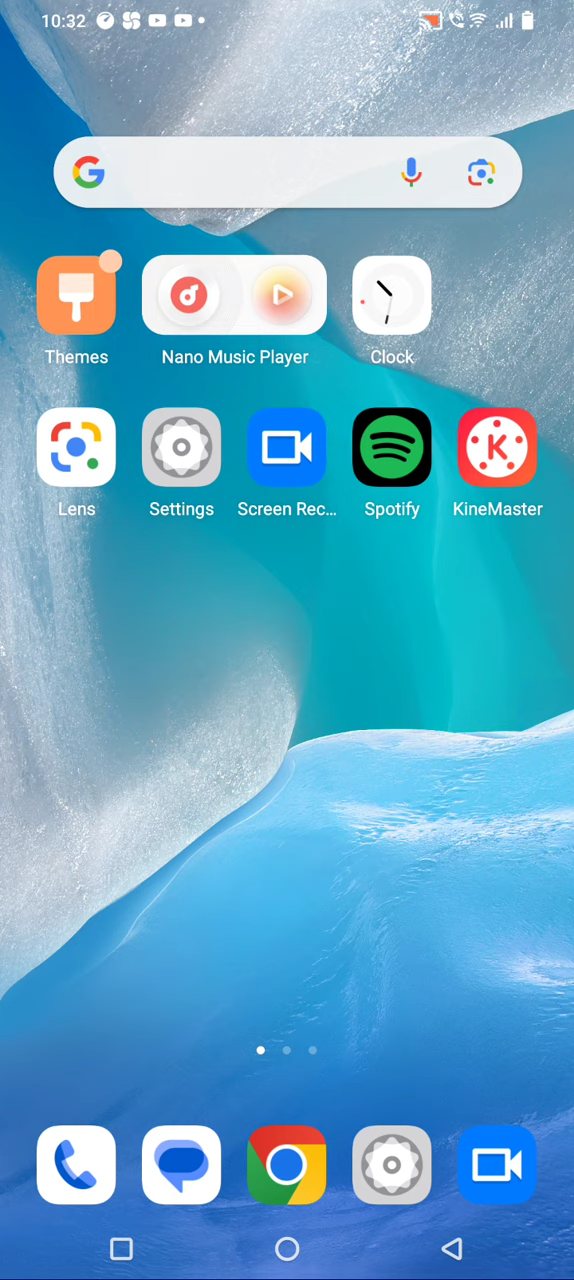 10:32
Themes
Nano Music Player
Clock
Lens
Settings
Screen Rec...
Spotify
KineMaster